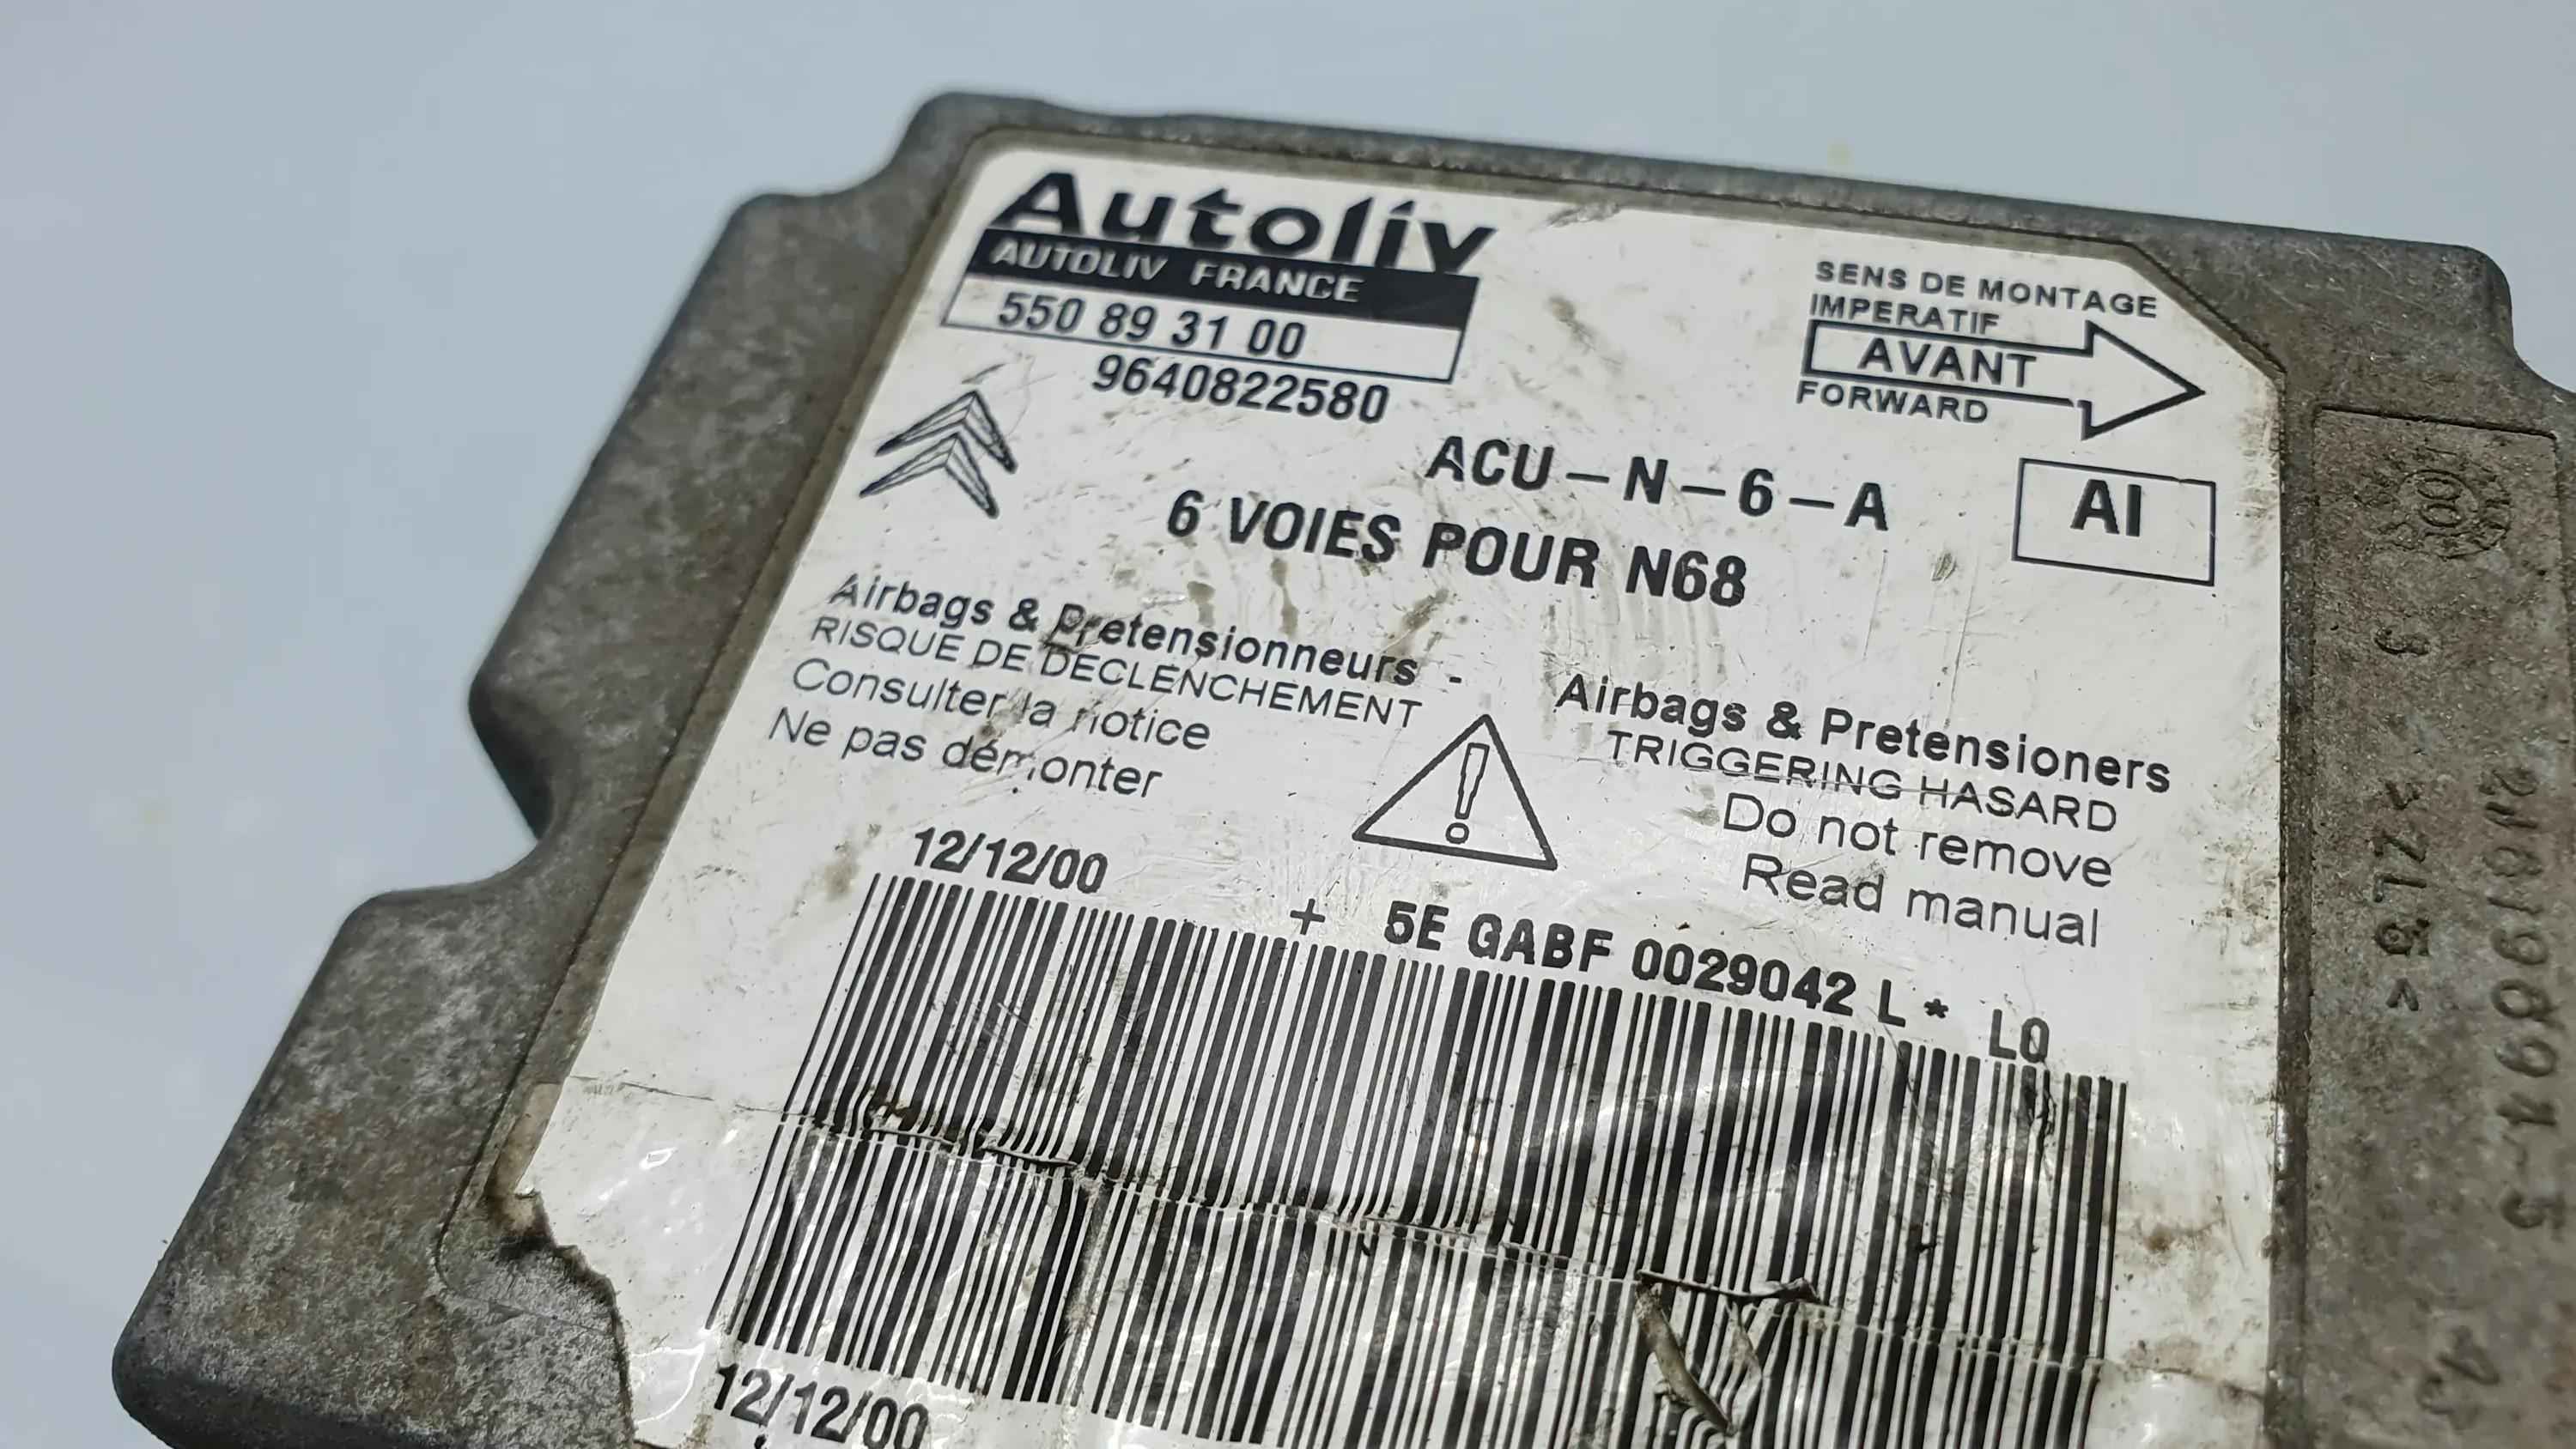 Autoliv
AUTOLIV FRANCE
550 89 31 00
9640822580
SENS DE MONTAGE
IMPERATIF
AVANT
FORWARD
ACU-N-6-A
AI
6 VOIES POUR N68
Airbags & Pretensionneurs -
RISQUE DE DECLENCHEMENT
Consulter la notice
Ne pas démonter
Airbags & Pretensioners
TRIGGERING HASARD
Do not remove
Read manual
12/12/00
+ 5E GABF 0029042 L * LQ
12/12/00
3